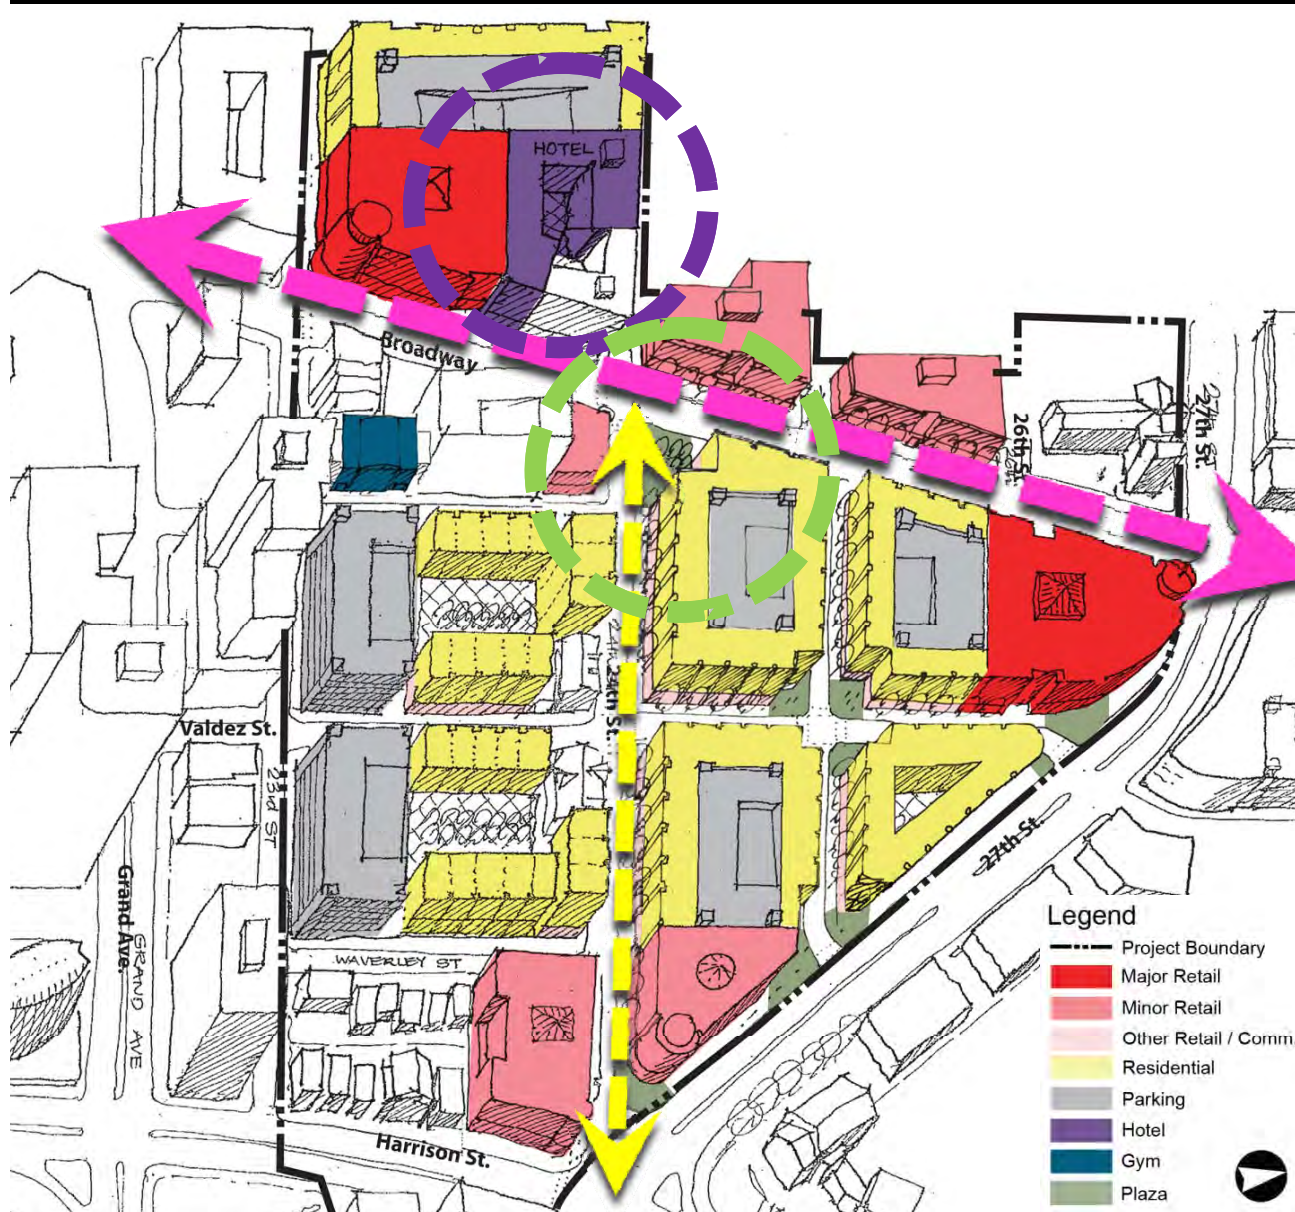 HOTEL
Broadway
26th St.
27th St.
24th St.
Valdez St.
23rd ST
27th St.
Grand Ave.
GRAND AVE
WAVERLEY ST
Harrison St.
Legend
Project Boundary
Major Retail
Minor Retail
Other Retail / Comm
Residential
Parking
Hotel
Gym
Plaza